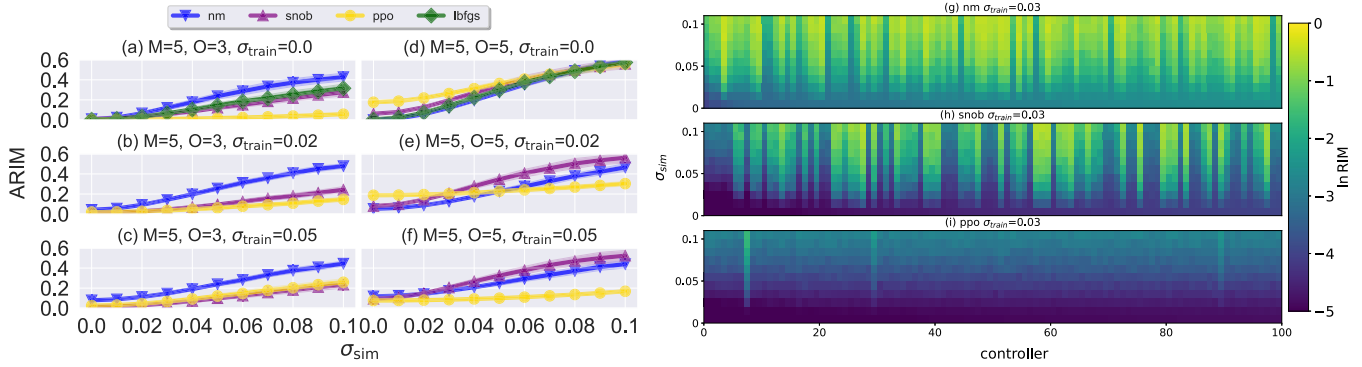 nm snob ppo lbfgs
(a) M=5, O=3, σtrain=0.0
(d) M=5, O=5, σtrain=0.0
0.6
0.4
0.2
0.0
(b) M=5, O=3, σtrain=0.02
(e) M=5, O=5, σtrain=0.02
0.6
0.4
0.2
0.0
ARIM
(c) M=5, O=3, σtrain=0.05
(f) M=5, O=5, σtrain=0.05
0.6
0.4
0.2
0.0
0.0 0.02 0.04 0.06 0.08 0.1 0.0 0.02 0.04 0.06 0.08 0.1
σsim
(g) nm σtrain=0.03
0.1
0.05
0
(h) snob σtrain=0.03
0.1
0.05
0
σsim
(i) ppo σtrain=0.03
0.1
0.05
0
0 20 40 60 80 100
controller
0
−1
−2
−3
−4
−5
ln RIM